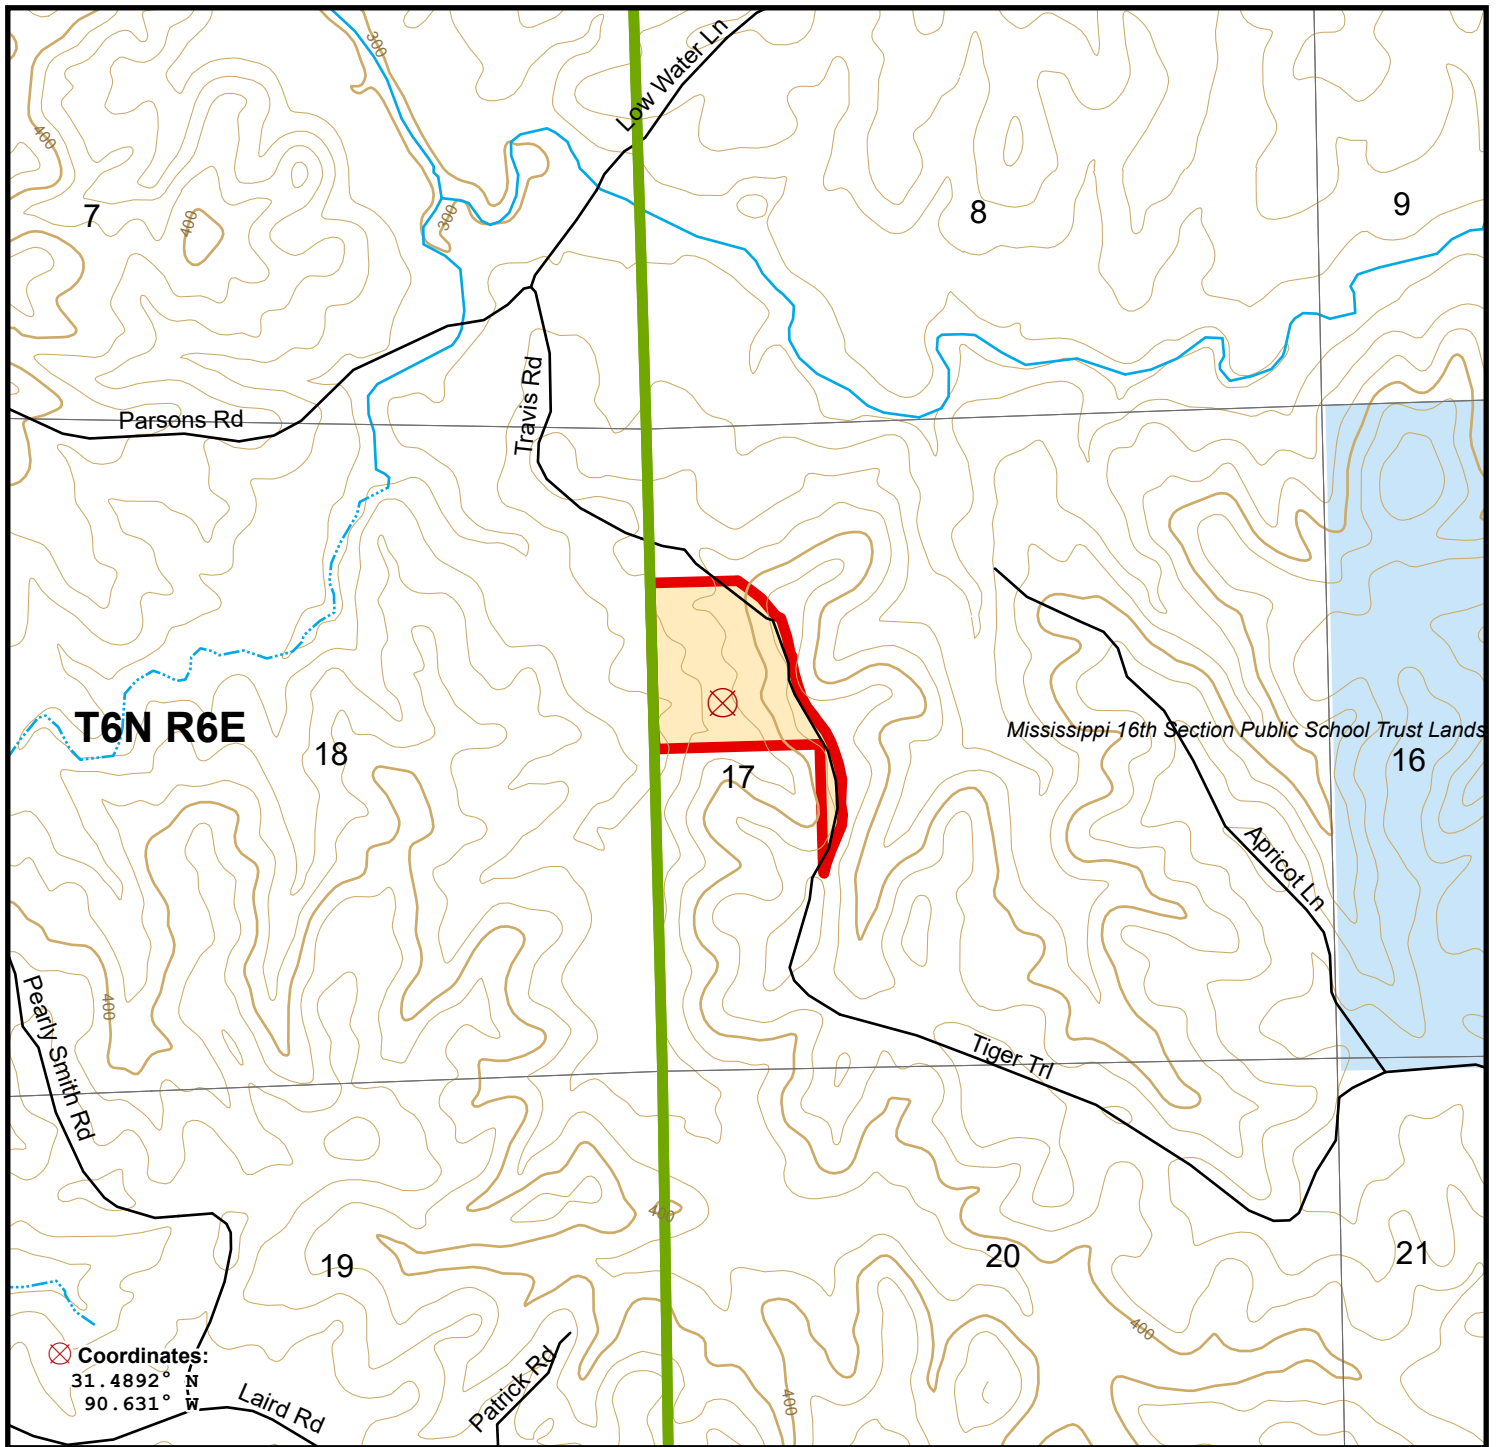 300
Low Water Ln
400
7
400
300
8
9
Parsons Rd
Travis Rd
T6N R6E
18
17
Mississippi 16th Section Public School Trust Lands
16
Apricot Ln
Pearly Smith Rd
400
Tiger Trl
400
19
20
21
400
Coordinates:
31.4892° N
90.631° W
Laird Rd
Patrick Rd
400